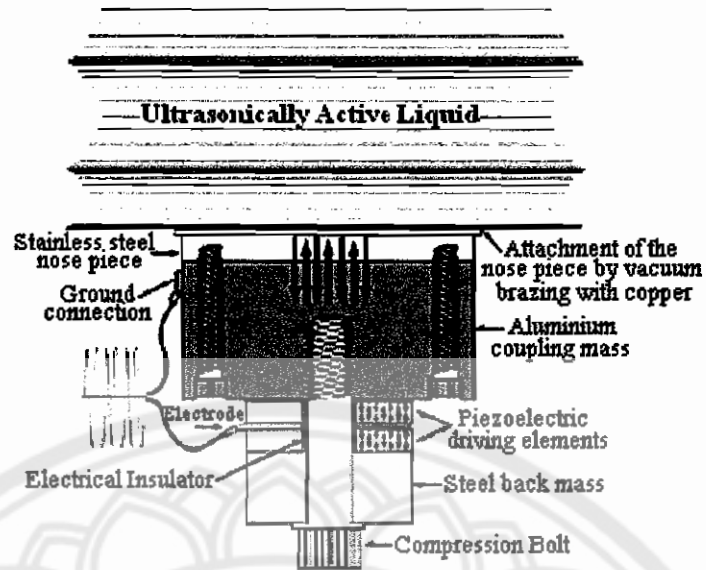 Ultrasonically Active Liquid
Stainless steel
nose piece
Ground
connection
Attachment of the
nose piece by vacuum
brazing with copper
Aluminium
coupling mass
Electrode
Piezoelectric
driving elements
Electrical Insulator
Steel back mass
Compression Bolt